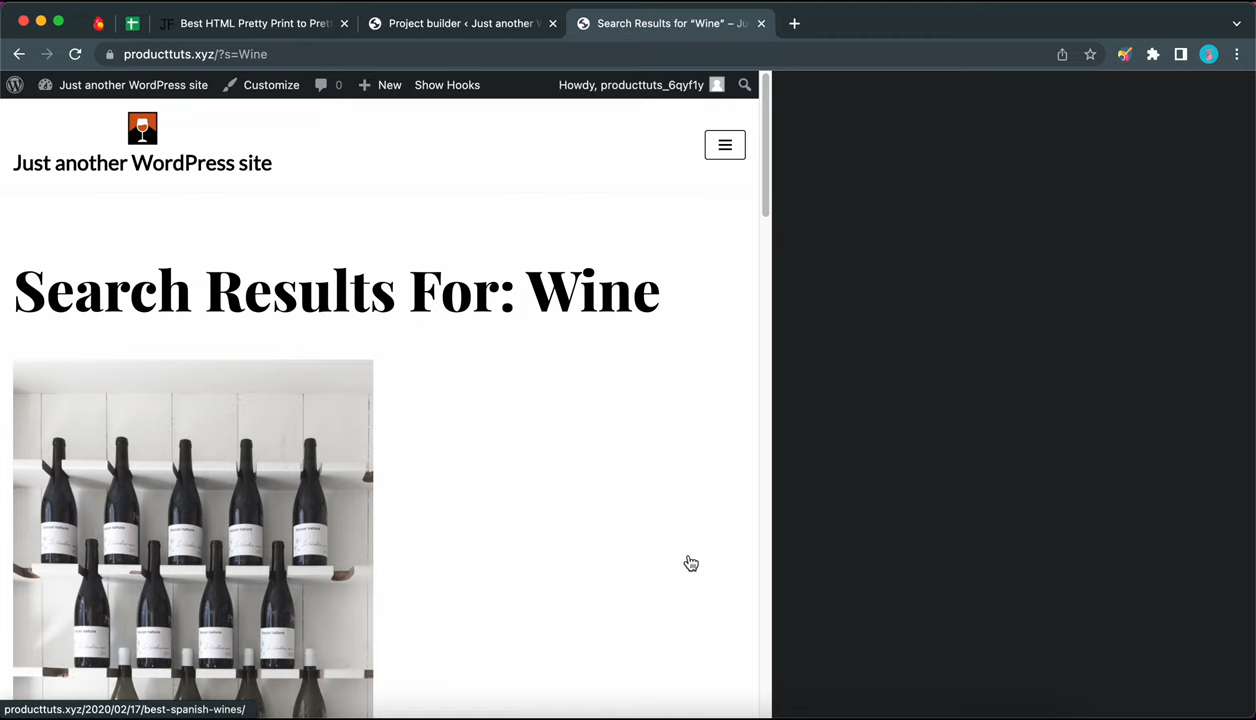 Best HTML Pretty Print to Prett
Project builder ‹ Just another W
Search Results for “Wine” – Ju
producttuts.xyz/?s=Wine
Just another WordPress site
Customize
0
New
Show Hooks
Howdy, producttuts_6qyf1y
Just another WordPress site
Search Results For: Wine
producttuts.xyz/2020/02/17/best-spanish-wines/